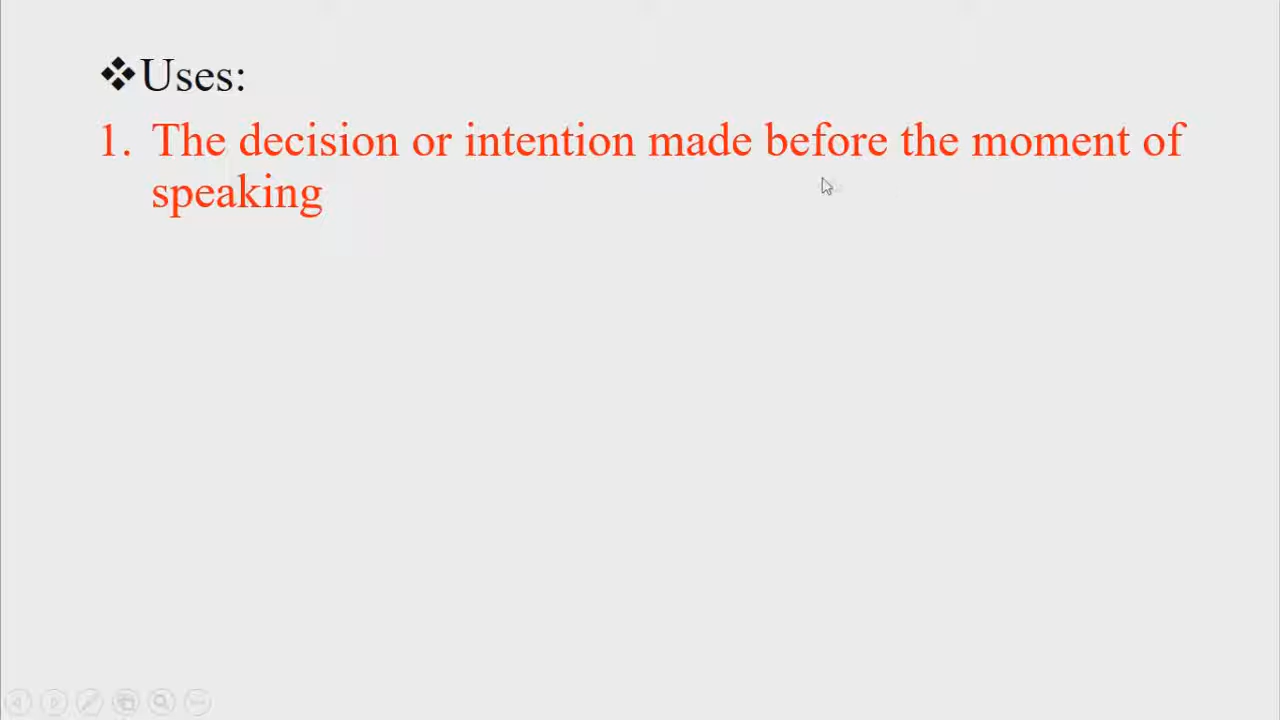 ❖Uses:
1. The decision or intention made before the moment of
speaking